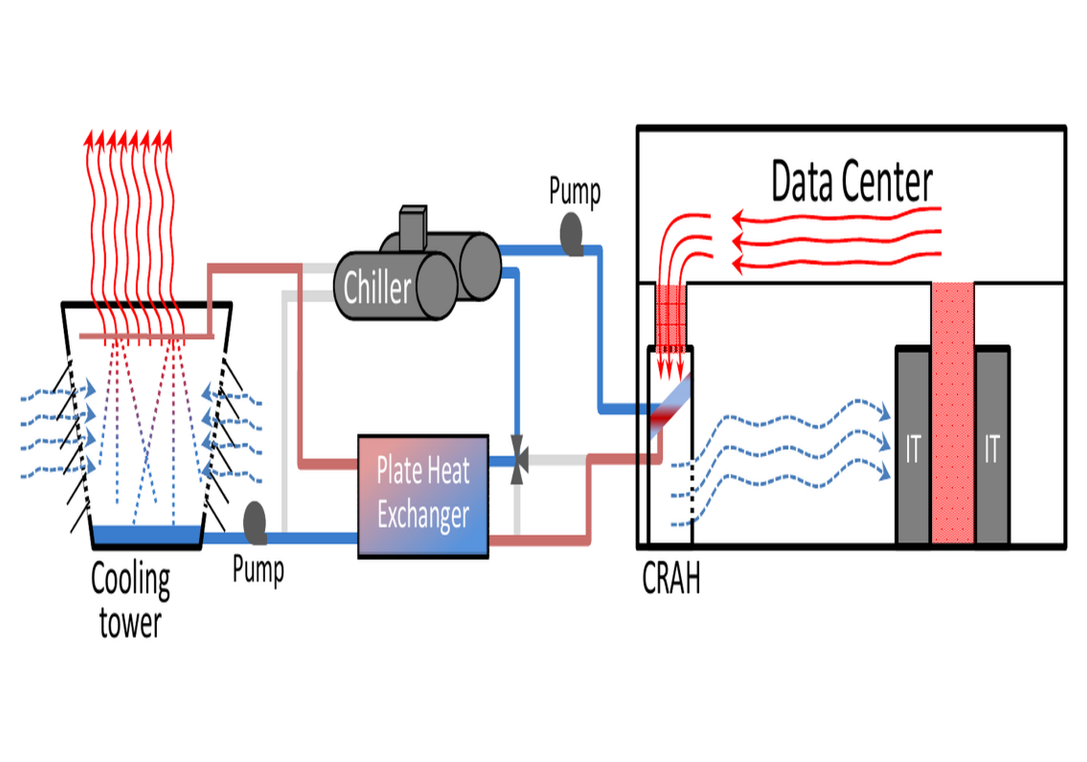 Data Center
Pump
Chiller
Plate Heat
Exchanger
IT
IT
Pump
Cooling
tower
CRAH